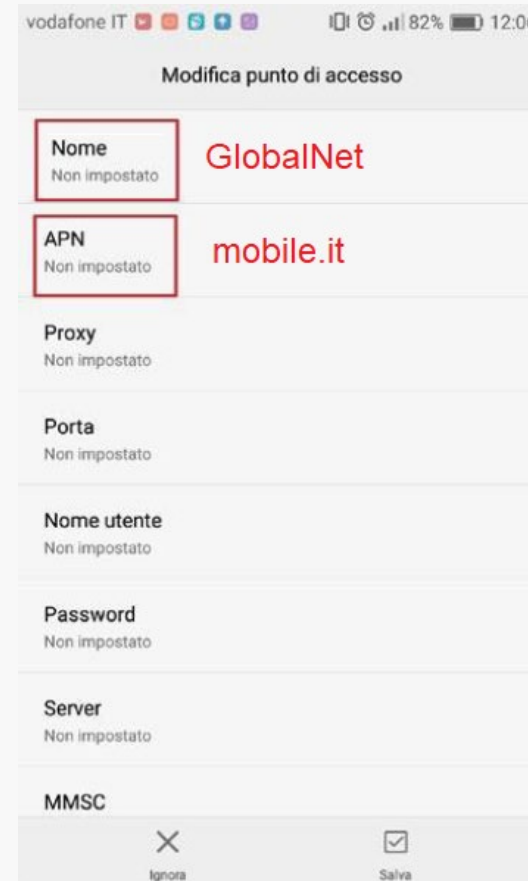 vodafone IT 82% 12:06
Modifica punto di accesso
Nome GlobalNet
Non impostato
APN mobile.it
Non impostato
Proxy
Non impostato
Porta
Non impostato
Nome utente
Non impostato
Password
Non impostato
Server
Non impostato
MMSC
Ignora Salva